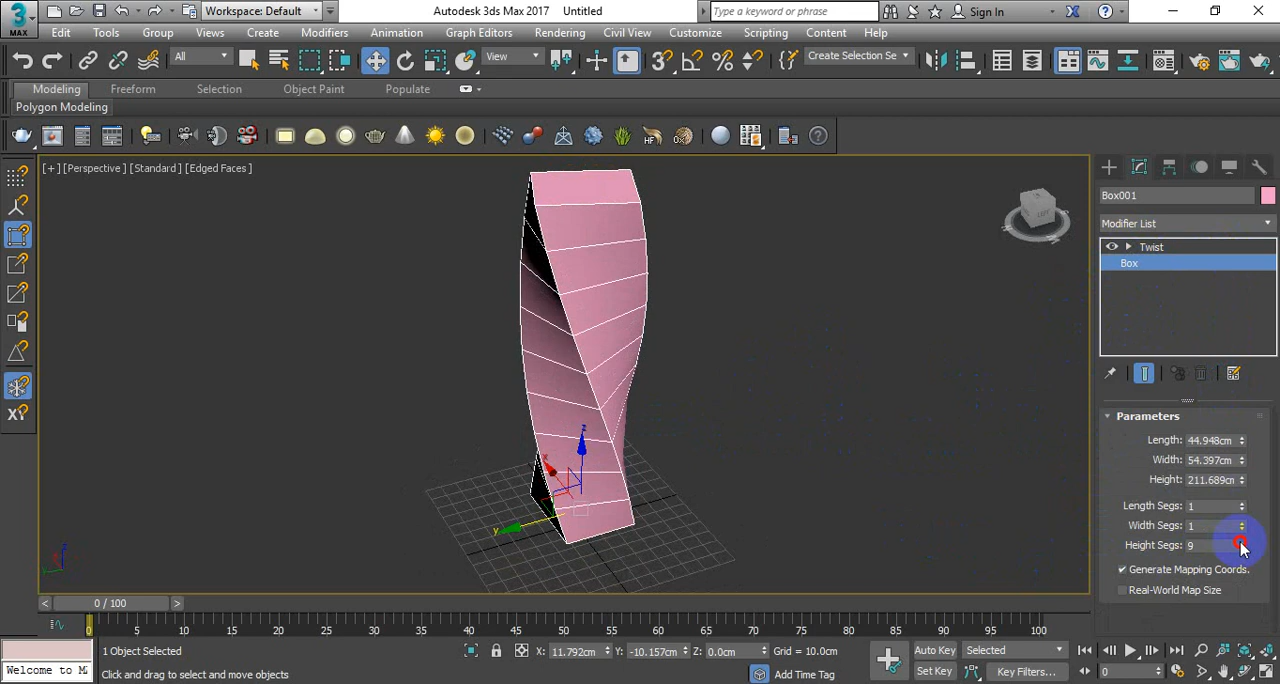 3 MAX Workspace: Default Autodesk 3ds Max 2017 Untitled Type a keyword or phrase Sign In
Edit Tools Group Views Create Modifiers Animation Graph Editors Rendering Civil View Customize Scripting Content Help
All View Create Selection Se
Modeling Freeform Selection Object Paint Populate
Polygon Modeling
[+] [Perspective] [Standard] [Edged Faces]
Box001
Modifier List
Twist
Box
Parameters
Length: 44.948cm
Width: 54.397cm
Height: 211.689cm
Length Segs: 1
Width Segs: 1
Height Segs: 9
Generate Mapping Coords.
Real-World Map Size
< 0 / 100 >
0 5 10 15 20 25 30 35 40 45 50 55 60 65 70 75 80 85 90 95 100
1 Object Selected X: 11.792cm Y: -10.157cm Z: 0.0cm Grid = 10.0cm Auto Key Selected
Welcome to M Click and drag to select and move objects Add Time Tag Set Key Key Filters... 0